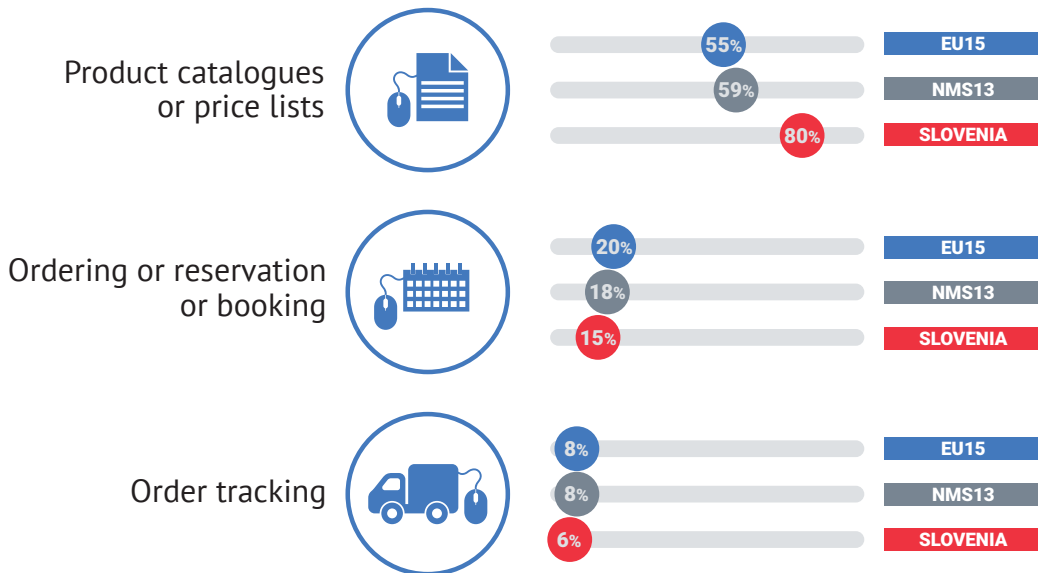 Product catalogues
or price lists
55% EU15
59% NMS13
80% SLOVENIA
Ordering or reservation
or booking
20% EU15
18% NMS13
15% SLOVENIA
Order tracking
8% EU15
8% NMS13
6% SLOVENIA